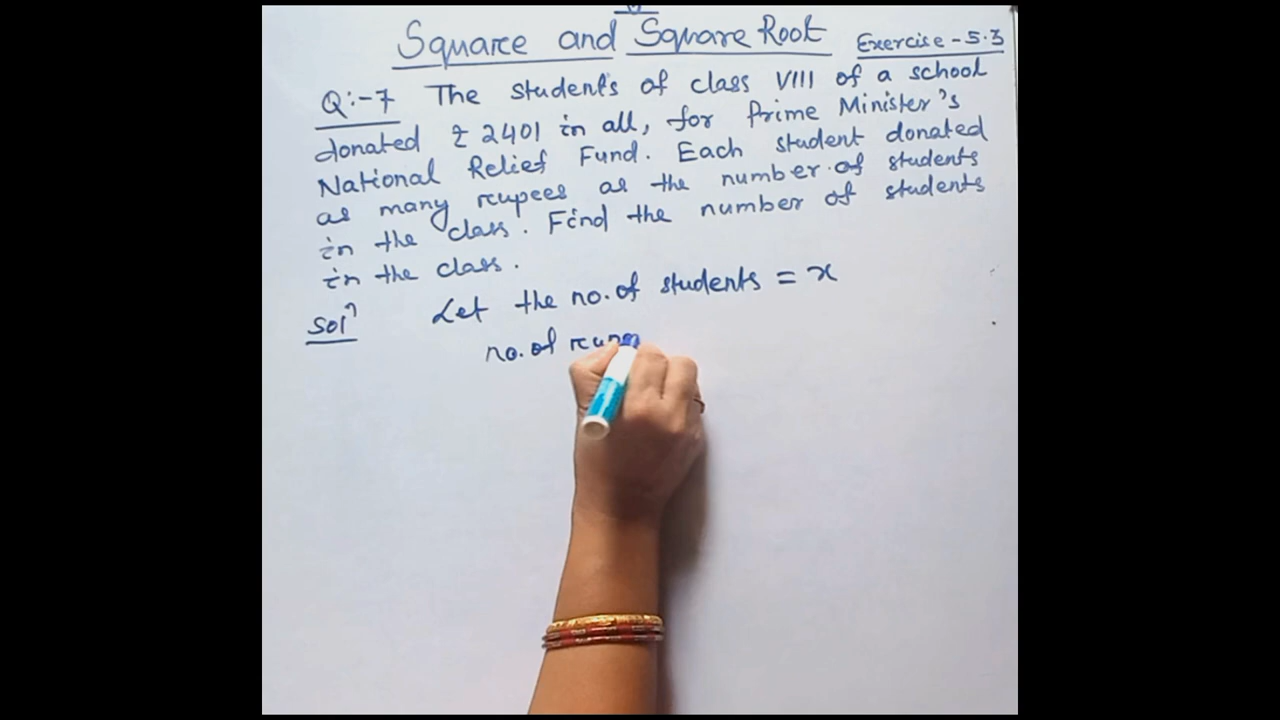 Square and Square Root
Exercise - 5.3
Q:-7 The students of class VIII of a school
donated ₹ 2401 in all, for Prime Minister's
National Relief Fund. Each student donated
as many rupees as the number of students
in the class. Find the number of students
in the class.
Solⁿ Let the no. of students = x
no. of rup